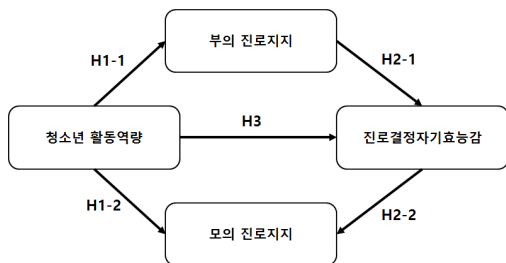 부의 진로지지
H1-1
H2-1
청소년 활동역량
H3
진로결정자기효능감
H1-2
H2-2
모의 진로지지